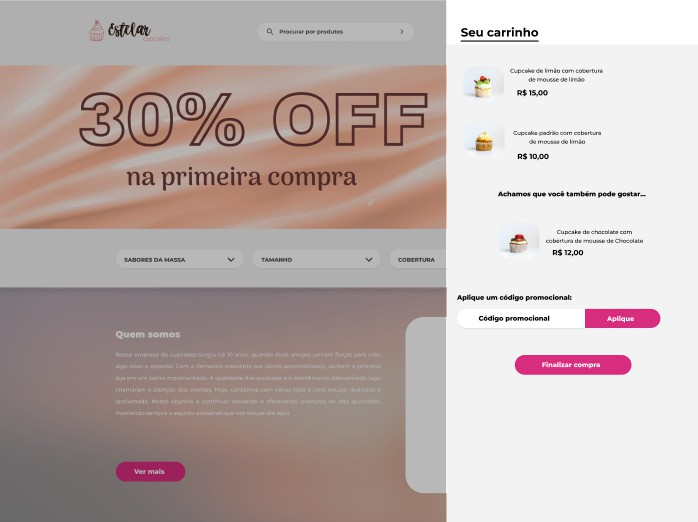 Estelar
cupcakes
Procurar por produtos
30% OFF
na primeira compra
SABORES DA MASSA
TAMANHO
COBERTURA
Quem somos
Nossa empresa de cupcakes surgiu há 10 anos, quando duas amigas uniram forças para criar
algo novo e especial. Com a demanda crescente por doces personalizados, abriram a primeira
loja em um bairro movimentado. A qualidade dos produtos e o atendimento diferenciado logo
chamaram a atenção dos clientes. Hoje, contamos com várias lojas e uma equipe dedicada e
apaixonada. Nosso objetivo é continuar inovando e oferecendo produtos de alta qualidade,
mantendo sempre o espírito artesanal que nos trouxe até aqui.
Ver mais
Seu carrinho
Cupcake de limão com cobertura
de mousse de limão
R$ 15,00
Cupcake padrão com cobertura
de mousse de limão
R$ 10,00
Achamos que você também pode gostar...
Cupcake de chocolate com
cobertura de mousse de Chocolate
R$ 12,00
Aplique um código promocional:
Código promocional
Aplique
Finalizar compra